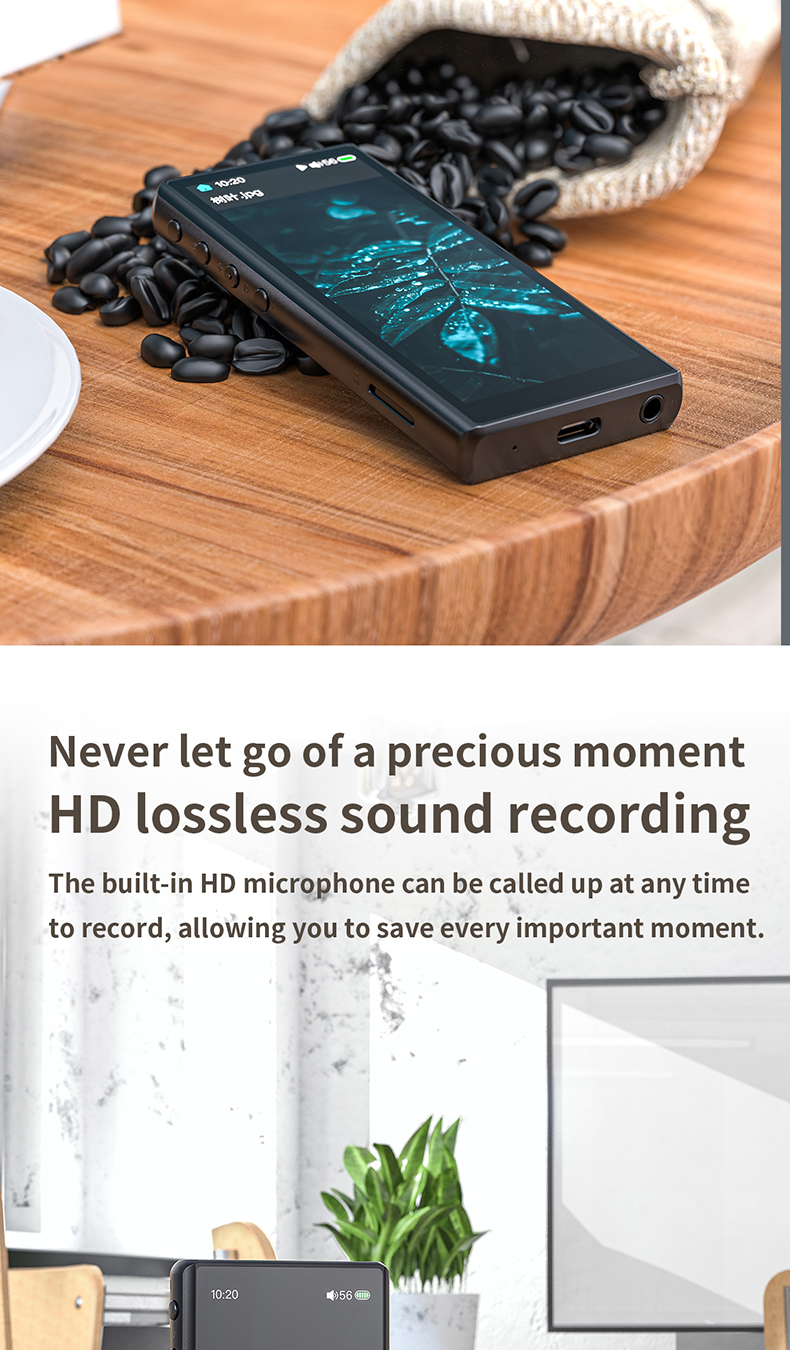 10:20 56
树叶.jpg
Never let go of a precious moment
HD lossless sound recording
The built-in HD microphone can be called up at any time
to record, allowing you to save every important moment.
10:20 56